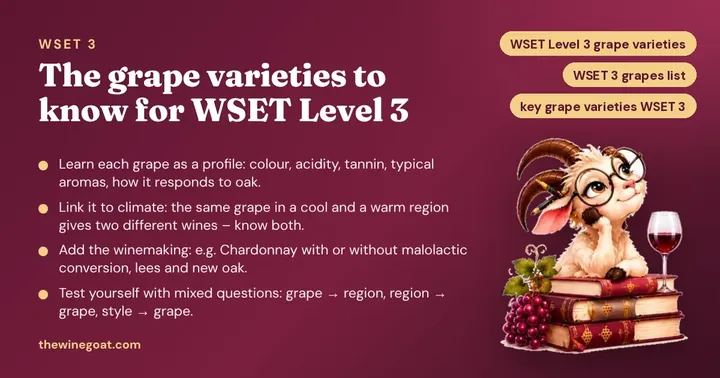 WSET 3
The grape varieties to
know for WSET Level 3
Learn each grape as a profile: colour, acidity, tannin, typical
aromas, how it responds to oak.
Link it to climate: the same grape in a cool and a warm region
gives two different wines – know both.
Add the winemaking: e.g. Chardonnay with or without malolactic
conversion, lees and new oak.
Test yourself with mixed questions: grape → region, region →
grape, style → grape.
thewinegoat.com
WSET Level 3 grape varieties
WSET 3 grapes list
key grape varieties WSET 3